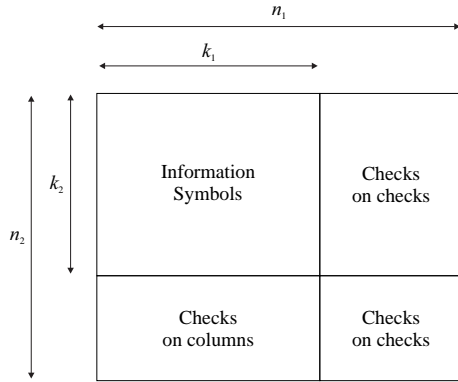 n₁
k₁
k₂
n₂
Information
Symbols
Checks
on checks
Checks
on columns
Checks
on checks